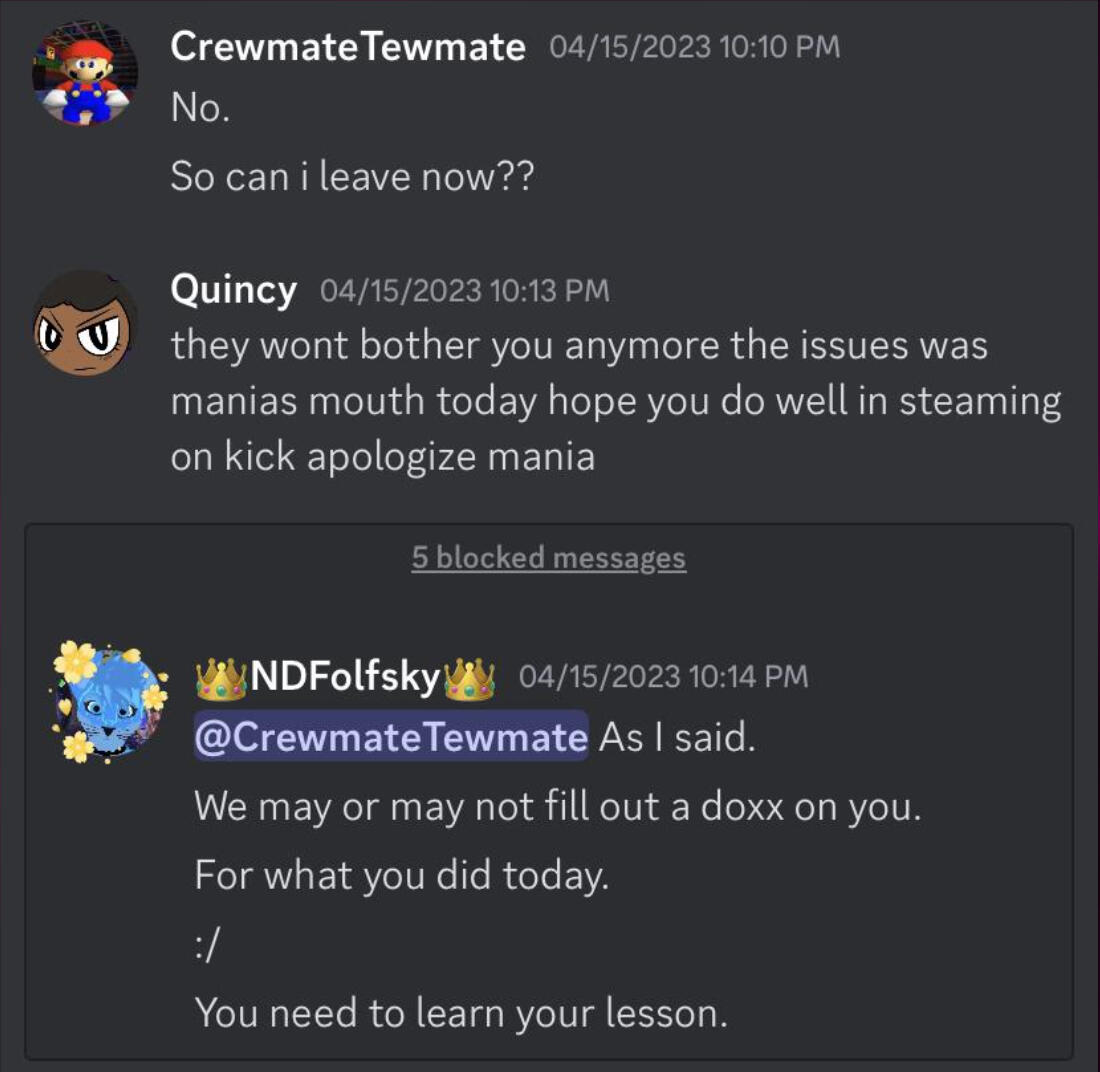 CrewmateTewmate 04/15/2023 10:10 PM
No.
So can i leave now??
Quincy 04/15/2023 10:13 PM
they wont bother you anymore the issues was
manias mouth today hope you do well in steaming
on kick apologize mania
5 blocked messages
👑NDFolfsky👑 04/15/2023 10:14 PM
@CrewmateTewmate As I said.
We may or may not fill out a doxx on you.
For what you did today.
:/
You need to learn your lesson.